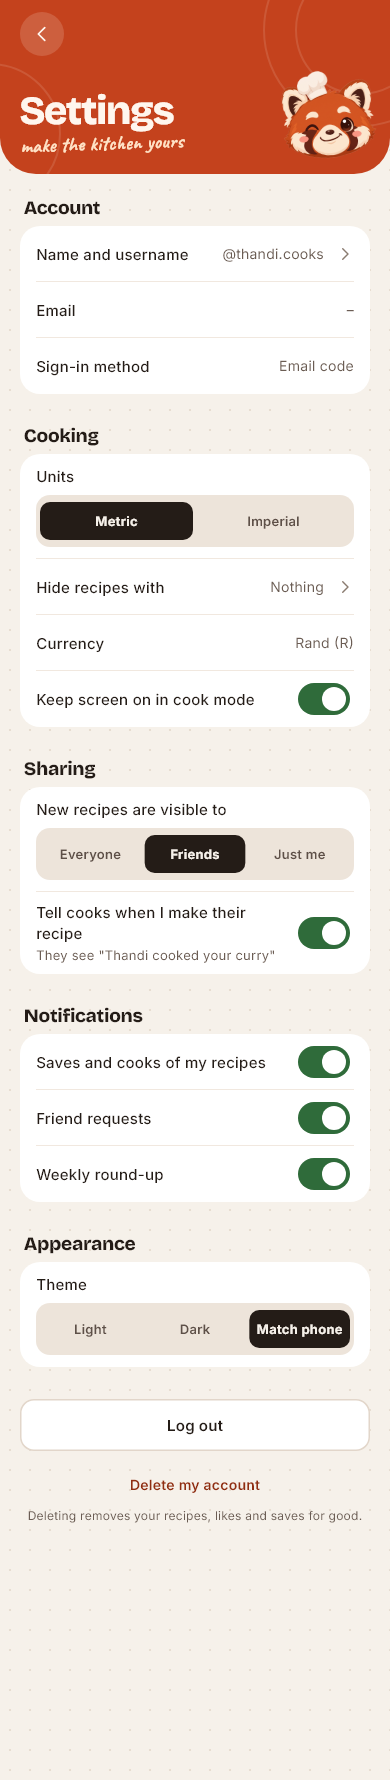 Settings
make the kitchen yours
Account
Name and username @thandi.cooks
Email –
Sign-in method Email code
Cooking
Units
Metric Imperial
Hide recipes with Nothing
Currency Rand (R)
Keep screen on in cook mode
Sharing
New recipes are visible to
Everyone Friends Just me
Tell cooks when I make their
recipe
They see "Thandi cooked your curry"
Notifications
Saves and cooks of my recipes
Friend requests
Weekly round-up
Appearance
Theme
Light Dark Match phone
Log out
Delete my account
Deleting removes your recipes, likes and saves for good.